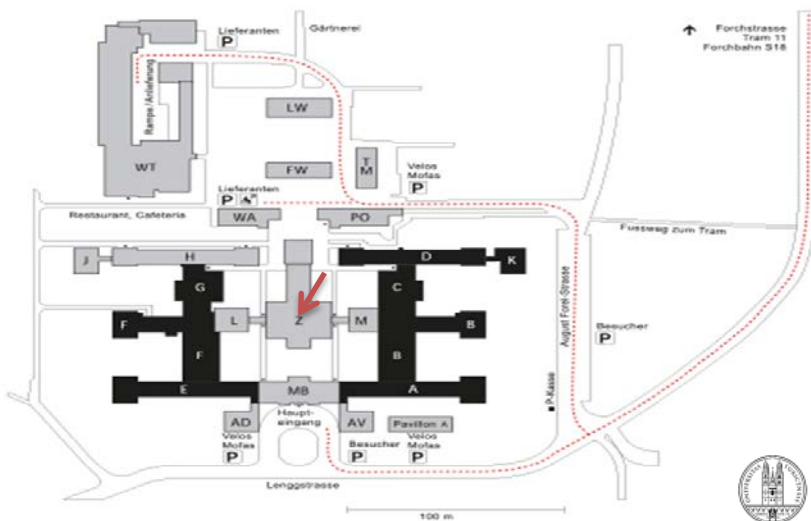 Lieferanten
P
Gärtnerei
Forchstrasse
Tram 11
Forchbahn S18
Rampe/Anlieferung
LW
WT
FW
TM
Velos
Mofas
P
Lieferanten
P
Restaurant, Cafeteria
WA
PO
Fussweg zum Tram
J
H
D
K
G
C
August Forel-Strasse
F
L
Z
M
B
Besucher
P
F
B
E
MB
A
P-Kasse
AD
Haupt-
eingang
AV
Pavillon A
Velos
Mofas
P
Besucher
P
Velos
Mofas
P
Lenggstrasse
100 m